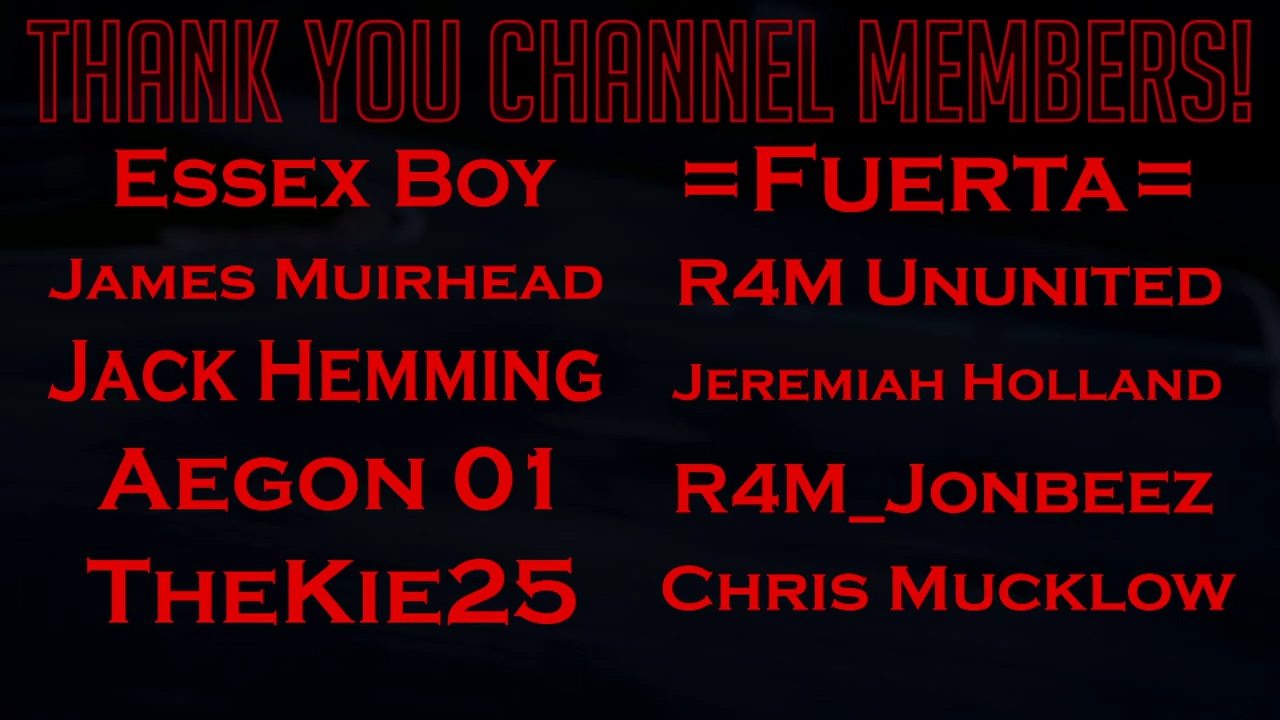 THANK YOU CHANNEL MEMBERS!
ESSEX BOY
=FUERTA=
JAMES MUIRHEAD
R4M UNUNITED
JACK HEMMING
JEREMIAH HOLLAND
AEGON 01
R4M_JONBEEZ
THEKIE25
CHRIS MUCKLOW